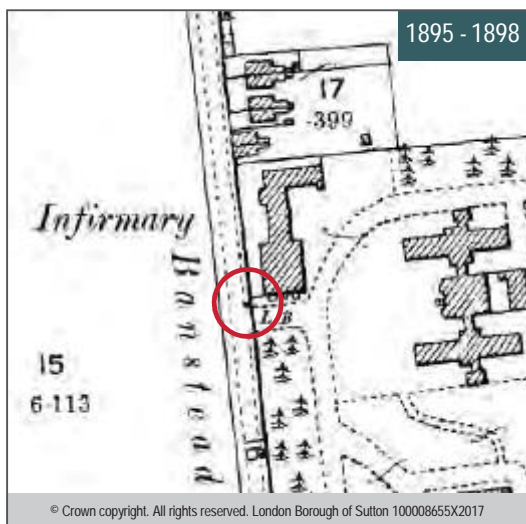 1895 - 1898
17
·399
Infirmary
Banstead
L.B
15
6·113
© Crown copyright. All rights reserved. London Borough of Sutton 100008655X2017